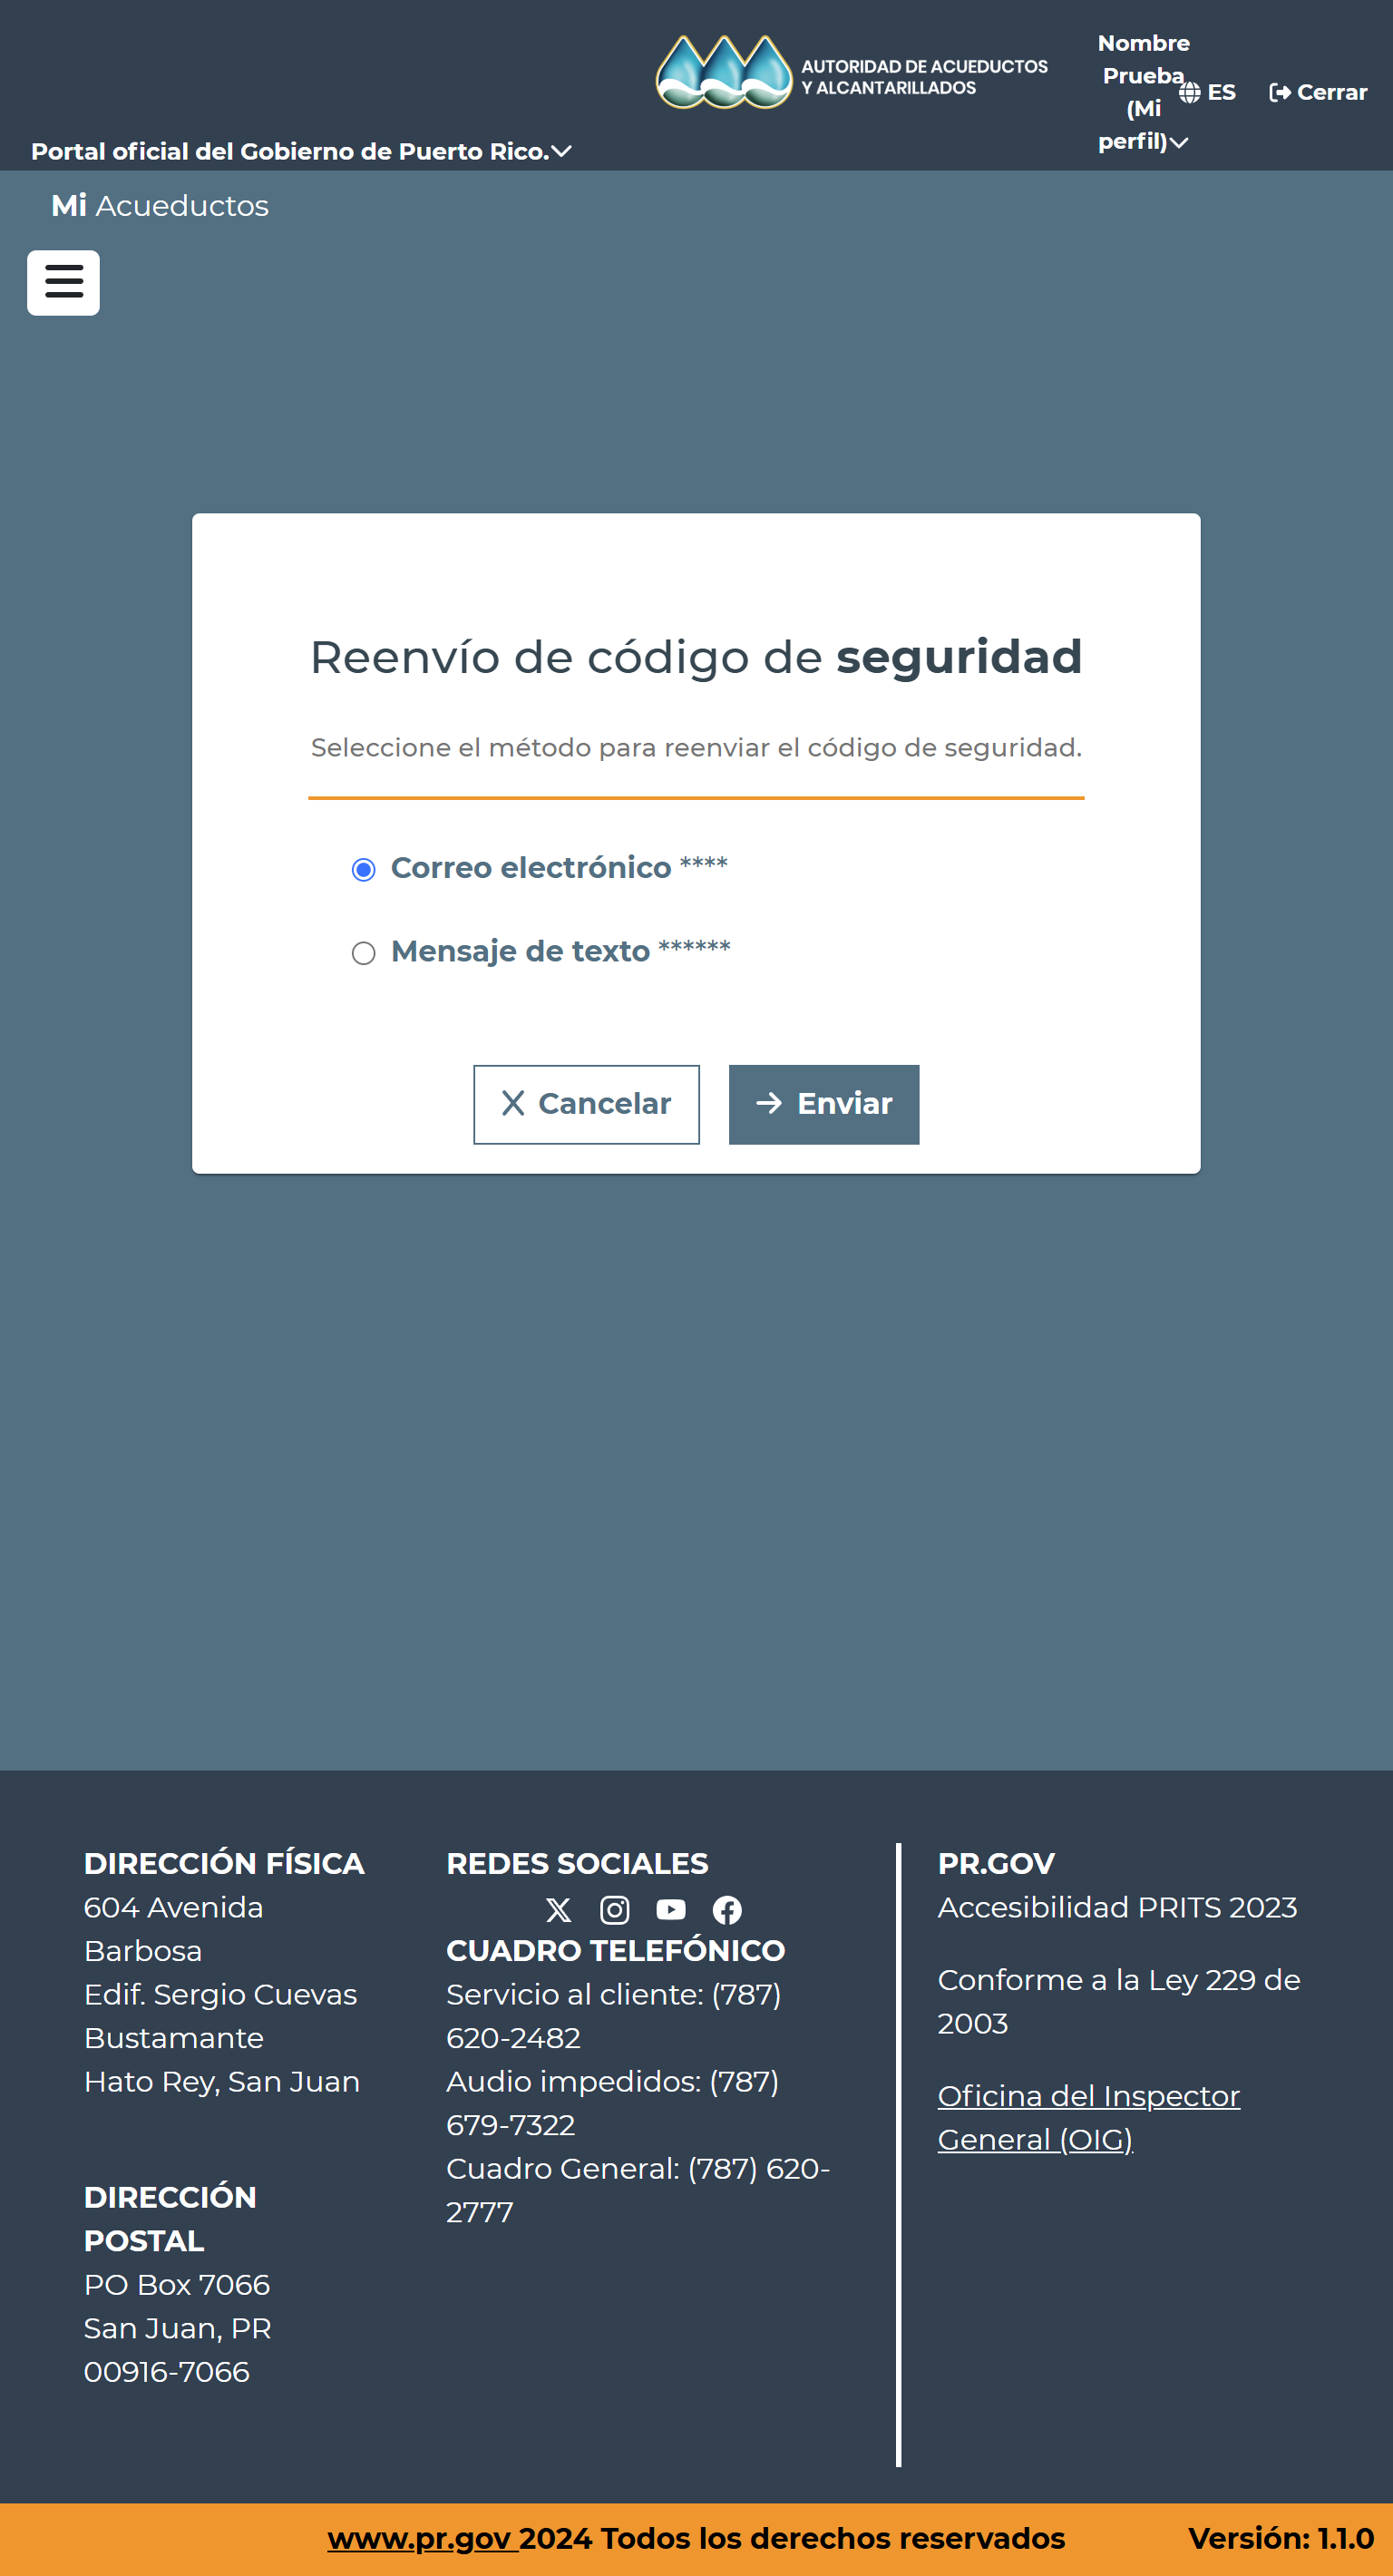 AUTORIDAD DE ACUEDUCTOS
Y ALCANTARILLADOS
Nombre
Prueba
(Mi
perfil)
ES
Cerrar
Portal oficial del Gobierno de Puerto Rico.
Mi Acueductos
Reenvío de código de seguridad
Seleccione el método para reenviar el código de seguridad.
Correo electrónico ****
Mensaje de texto ******
Cancelar
Enviar
DIRECCIÓN FÍSICA
604 Avenida
Barbosa
Edif. Sergio Cuevas
Bustamante
Hato Rey, San Juan
DIRECCIÓN
POSTAL
PO Box 7066
San Juan, PR
00916-7066
REDES SOCIALES
CUADRO TELEFÓNICO
Servicio al cliente: (787)
620-2482
Audio impedidos: (787)
679-7322
Cuadro General: (787) 620-
2777
PR.GOV
Accesibilidad PRITS 2023
Conforme a la Ley 229 de
2003
Oficina del Inspector
General (OIG)
www.pr.gov 2024 Todos los derechos reservados
Versión: 1.1.0